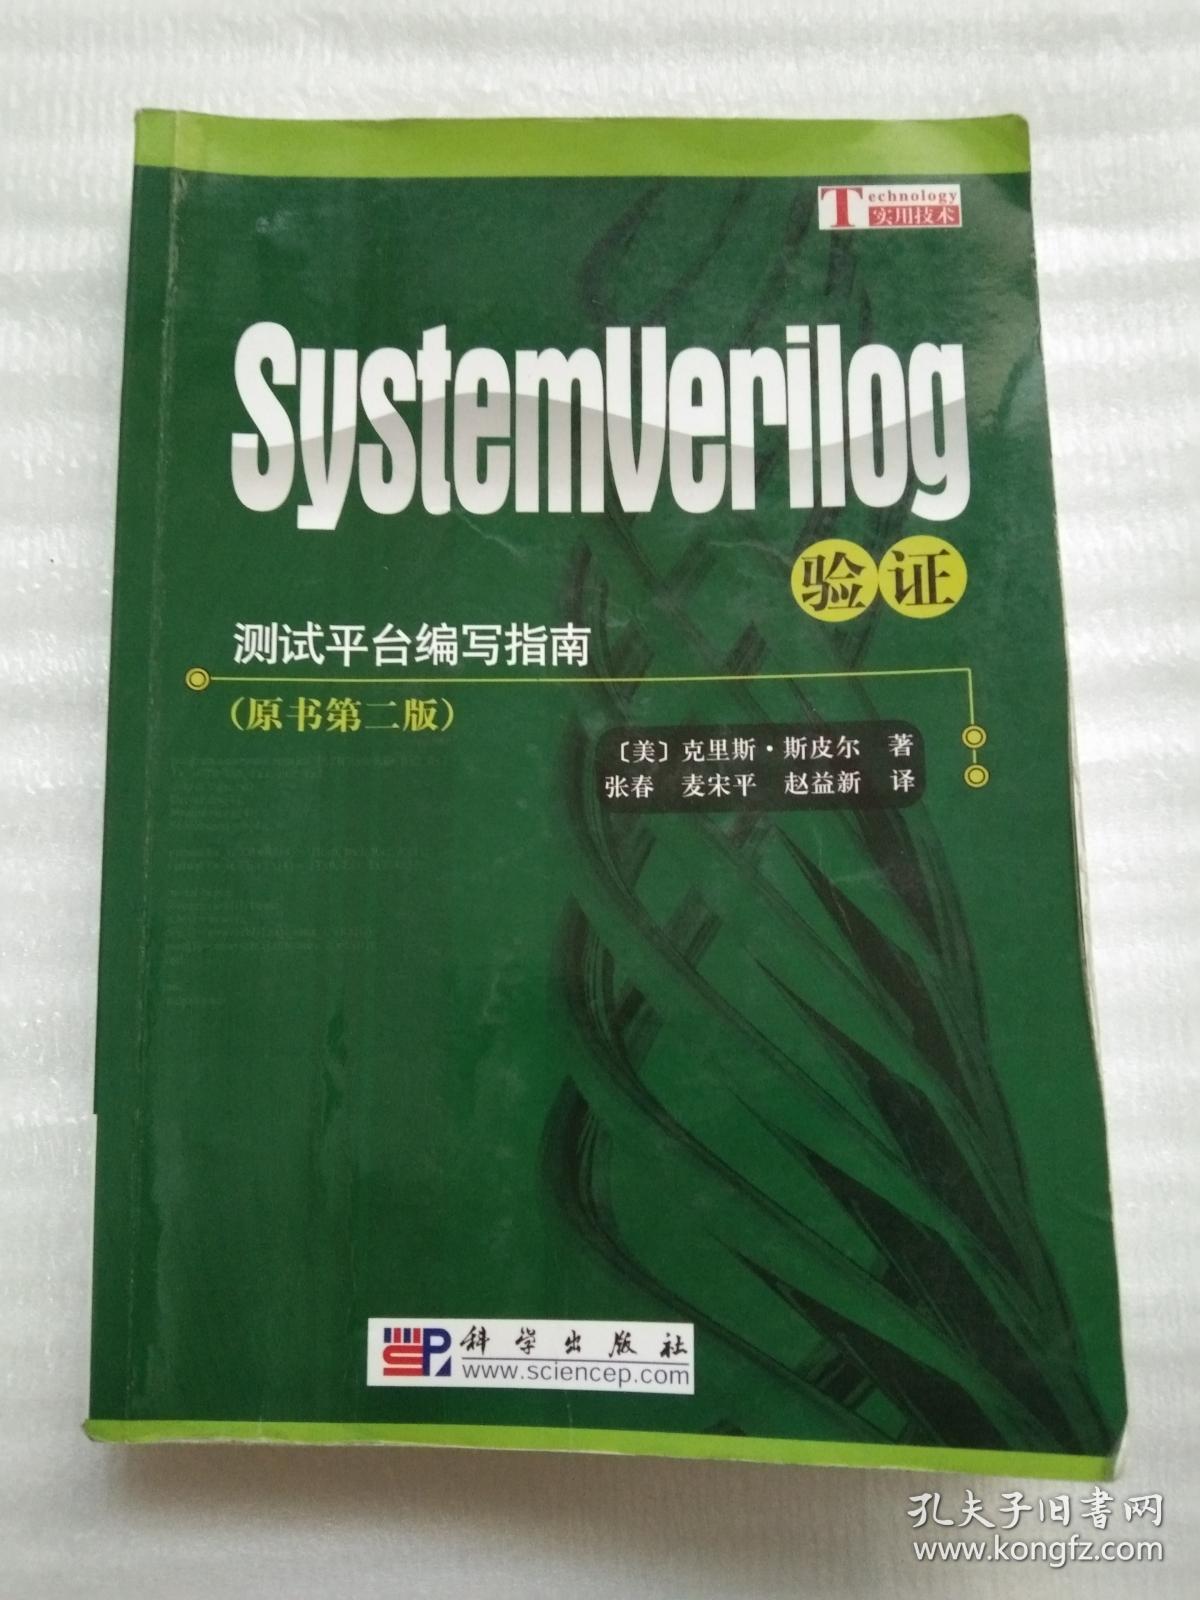 Technology
实用技术
SystemVerilog
验证
测试平台编写指南
(原书第二版)
〔美〕克里斯·斯皮尔 著
张春 麦宋平 赵益新 译
科学出版社
www.sciencep.com
孔夫子旧书网
www.kongfz.com